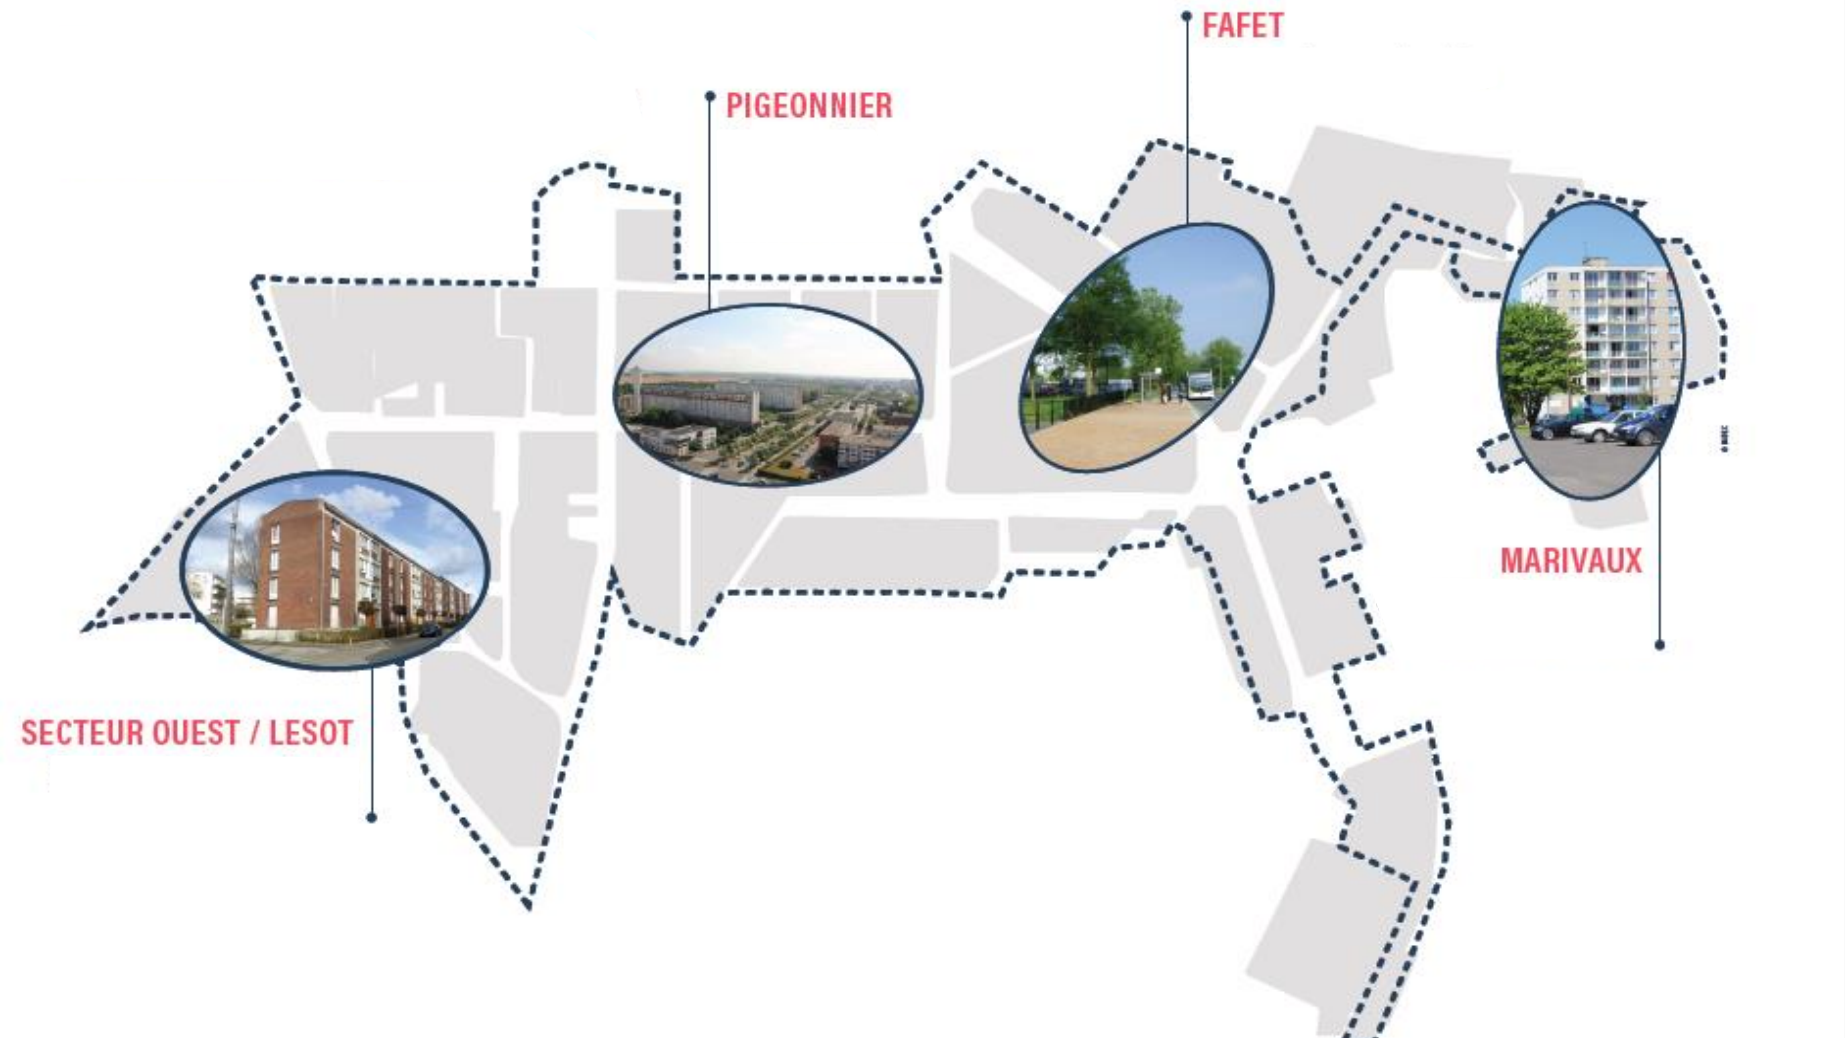 FAFET
PIGEONNIER
MARIVAUX
SECTEUR OUEST / LESOT